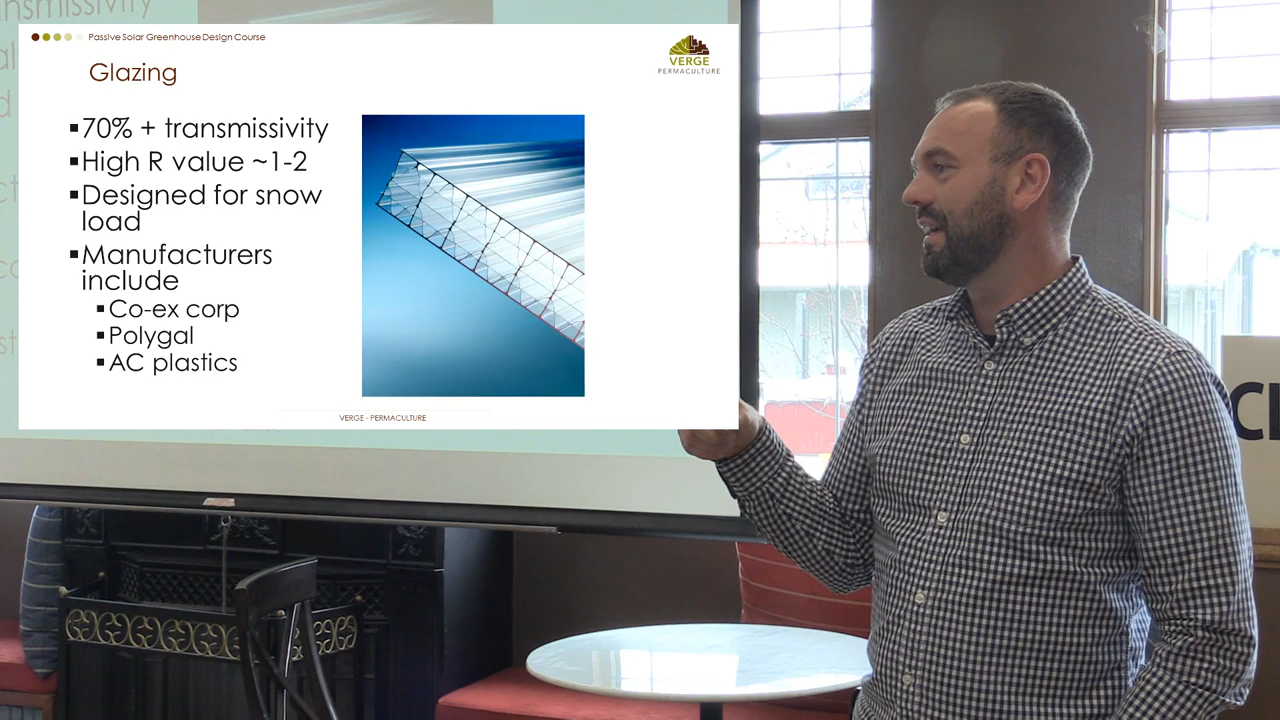 Passive Solar Greenhouse Design Course
VERGE
PERMACULTURE
Glazing
70% + transmissivity
High R value ~1-2
Designed for snow
load
Manufacturers
include
Co-ex corp
Polygal
AC plastics
VERGE - PERMACULTURE